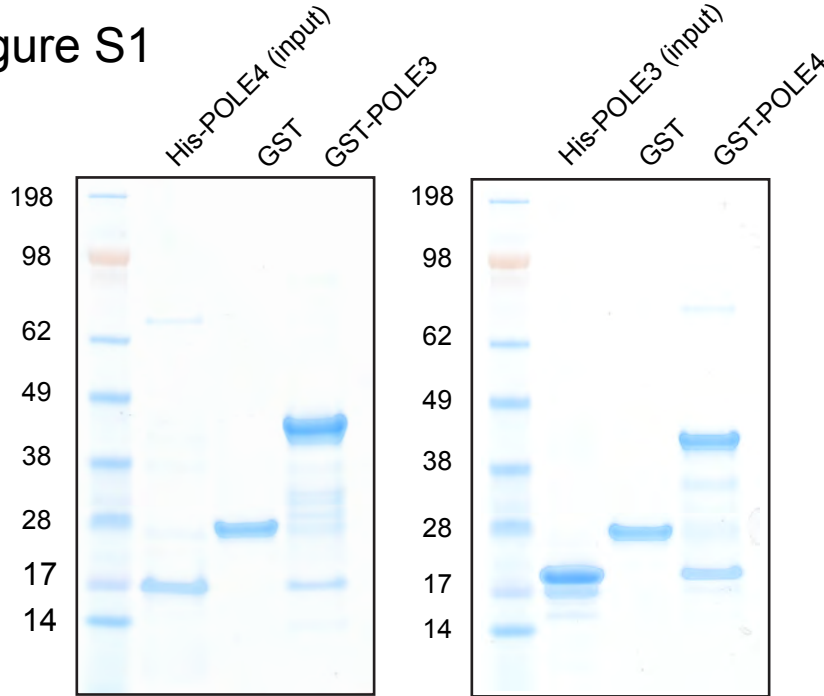 gure S1
His-POLE4 (input)
GST
GST-POLE3
198
98
62
49
38
28
17
14
His-POLE3 (input)
GST
GST-POLE4
198
98
62
49
38
28
17
14